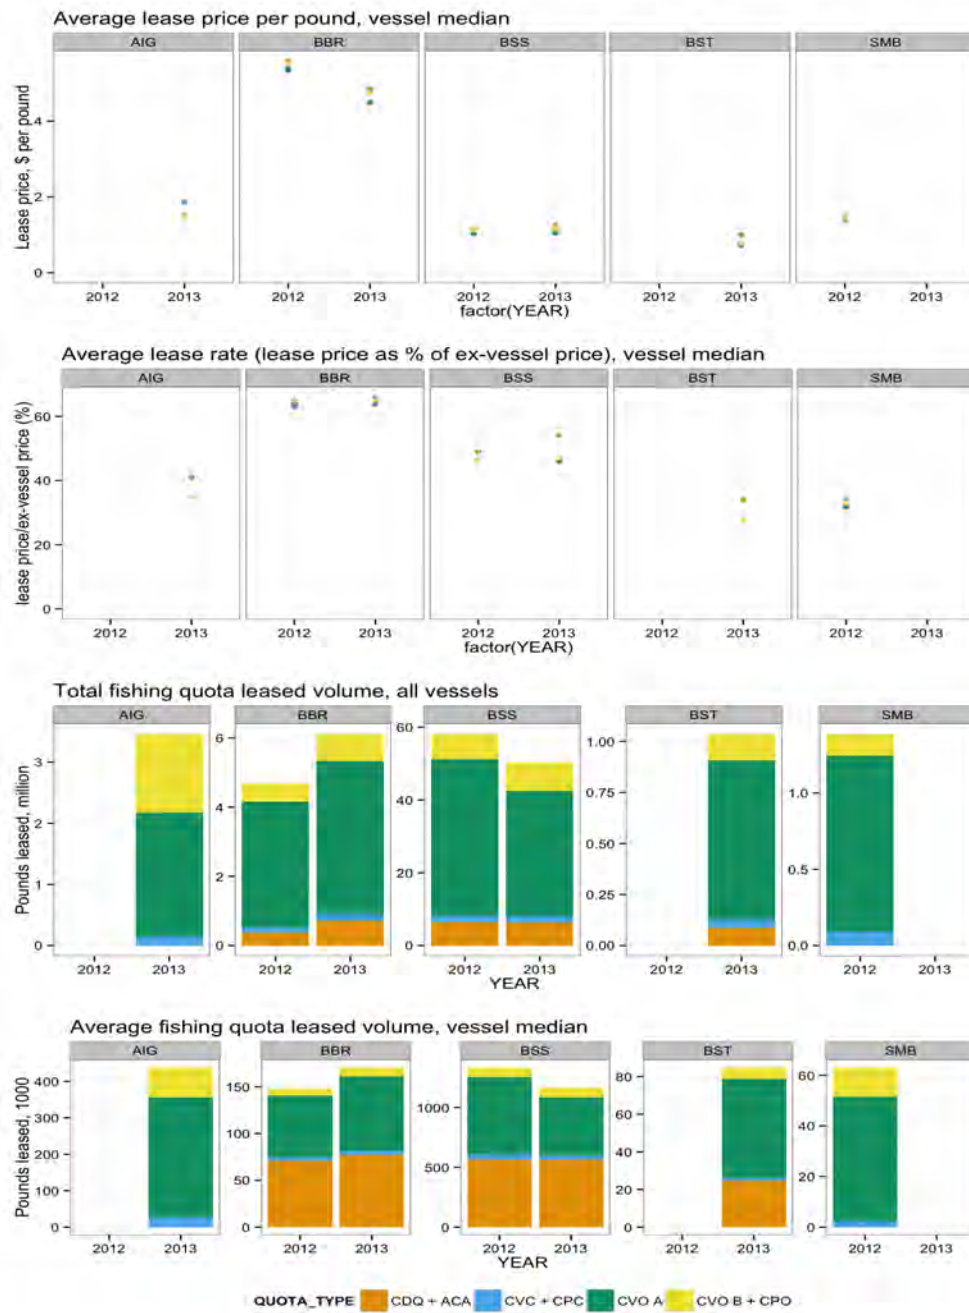 Average lease price per pound, vessel median
AIG BBR BSS BST SMB
Lease price, $ per pound
4
2
0
2012 2013 2012 2013 2012 2013 2012 2013 2012 2013
factor(YEAR)
Average lease rate (lease price as % of ex-vessel price), vessel median
AIG BBR BSS BST SMB
lease price/ex-vessel price (%)
60
40
20
0
2012 2013 2012 2013 2012 2013 2012 2013 2012 2013
factor(YEAR)
Total fishing quota leased volume, all vessels
AIG BBR BSS BST SMB
Pounds leased, million
3
2
1
0
6
4
2
0
60
40
20
0
1.00
0.75
0.50
0.25
0.00
1.0
0.5
0.0
2012 2013 2012 2013 2012 2013 2012 2013 2012 2013
YEAR
Average fishing quota leased volume, vessel median
AIG BBR BSS BST SMB
Pounds leased, 1000
400
300
200
100
0
150
100
50
0
1000
500
0
80
60
40
20
0
60
40
20
0
2012 2013 2012 2013 2012 2013 2012 2013 2012 2013
YEAR
QUOTA_TYPE CDQ + ACA CVC + CPC CVO A CVO B + CPO